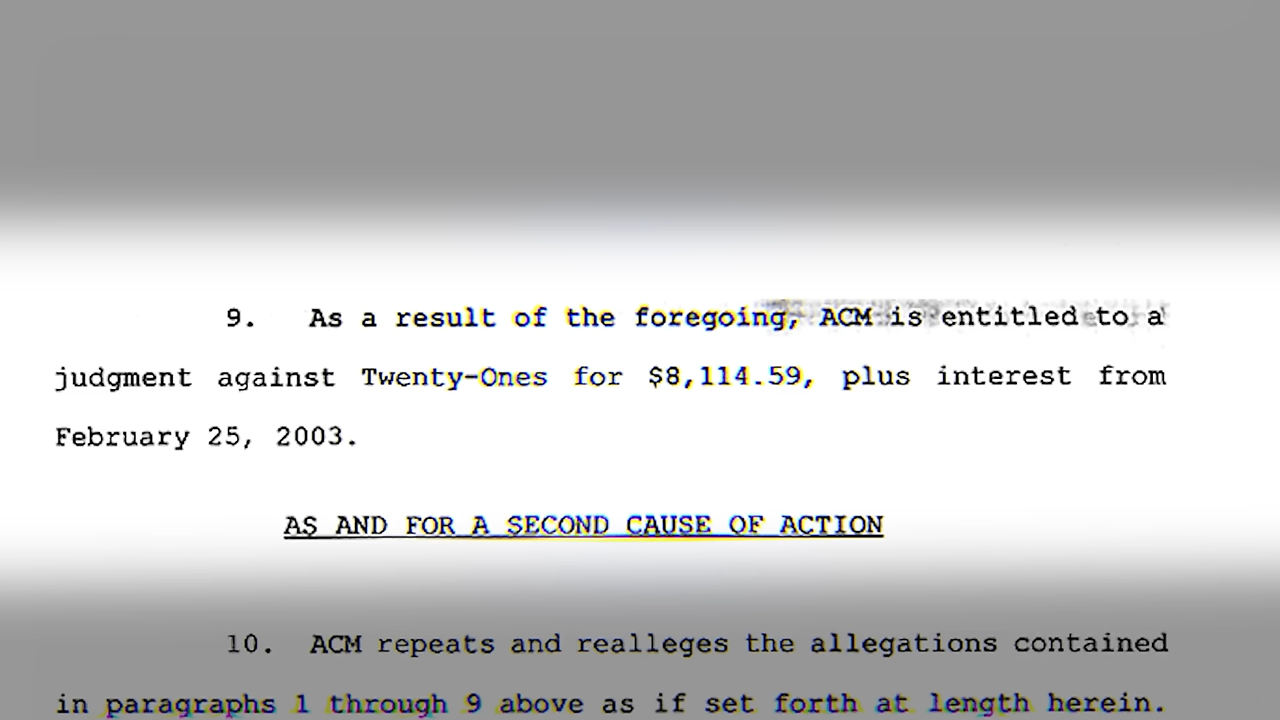 9. As a result of the foregoing, ACM is entitled to a
judgment against Twenty-Ones for $8,114.59, plus interest from
February 25, 2003.
AS AND FOR A SECOND CAUSE OF ACTION
10. ACM repeats and realleges the allegations contained
in paragraphs 1 through 9 above as if set forth at length herein.